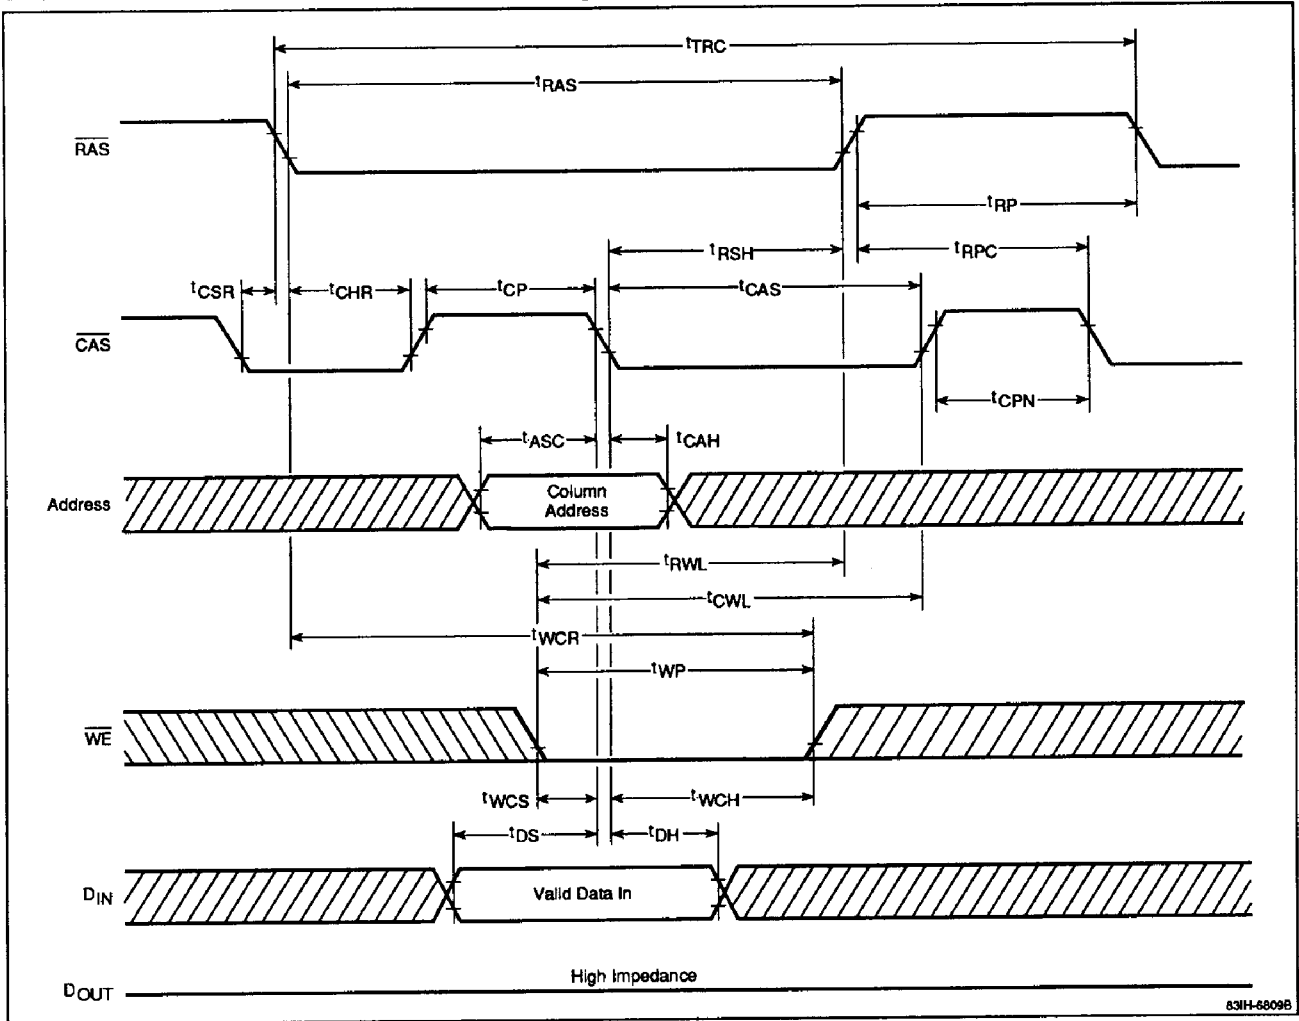 tTRC
tRAS
RAS
tRP
tRSH
tRPC
tCSR
tCHR
tCP
tCAS
CAS
tCPN
tASC
tCAH
Address
Column
Address
tRWL
tCWL
tWCR
tWP
WE
tWCS
tWCH
tDS
tDH
DIN
Valid Data In
High Impedance
DOUT
83IH-6809B